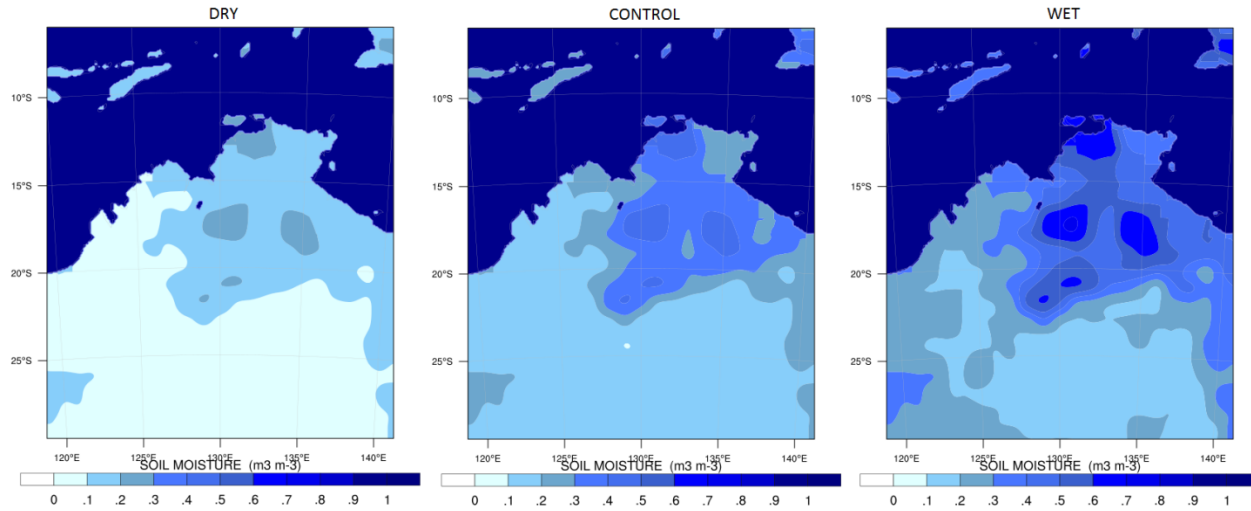 DRY CONTROL WET
10°S 10°S 10°S
15°S 15°S 15°S
20°S 20°S 20°S
25°S 25°S 25°S
120°E 125°E 130°E 135°E 140°E 120°E 125°E 130°E 135°E 140°E 120°E 125°E 130°E 135°E 140°E
SOIL MOISTURE (m3 m-3) SOIL MOISTURE (m3 m-3) SOIL MOISTURE (m3 m-3)
0 .1 .2 .3 .4 .5 .6 .7 .8 .9 1 0 .1 .2 .3 .4 .5 .6 .7 .8 .9 1 0 .1 .2 .3 .4 .5 .6 .7 .8 .9 1